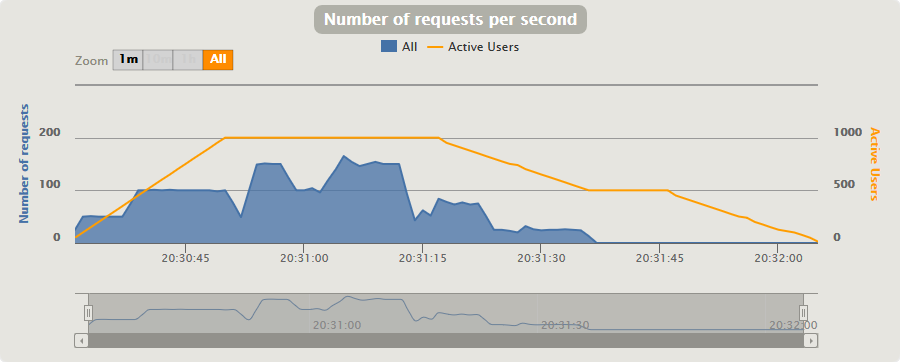 Number of requests per second
All Active Users
Zoom 1m 10m 1h All
200 1000
100 500
0 0
Number of requests
Active Users
20:30:45 20:31:00 20:31:15 20:31:30 20:31:45 20:32:00
20:31:00 20:31:30 20:32:00